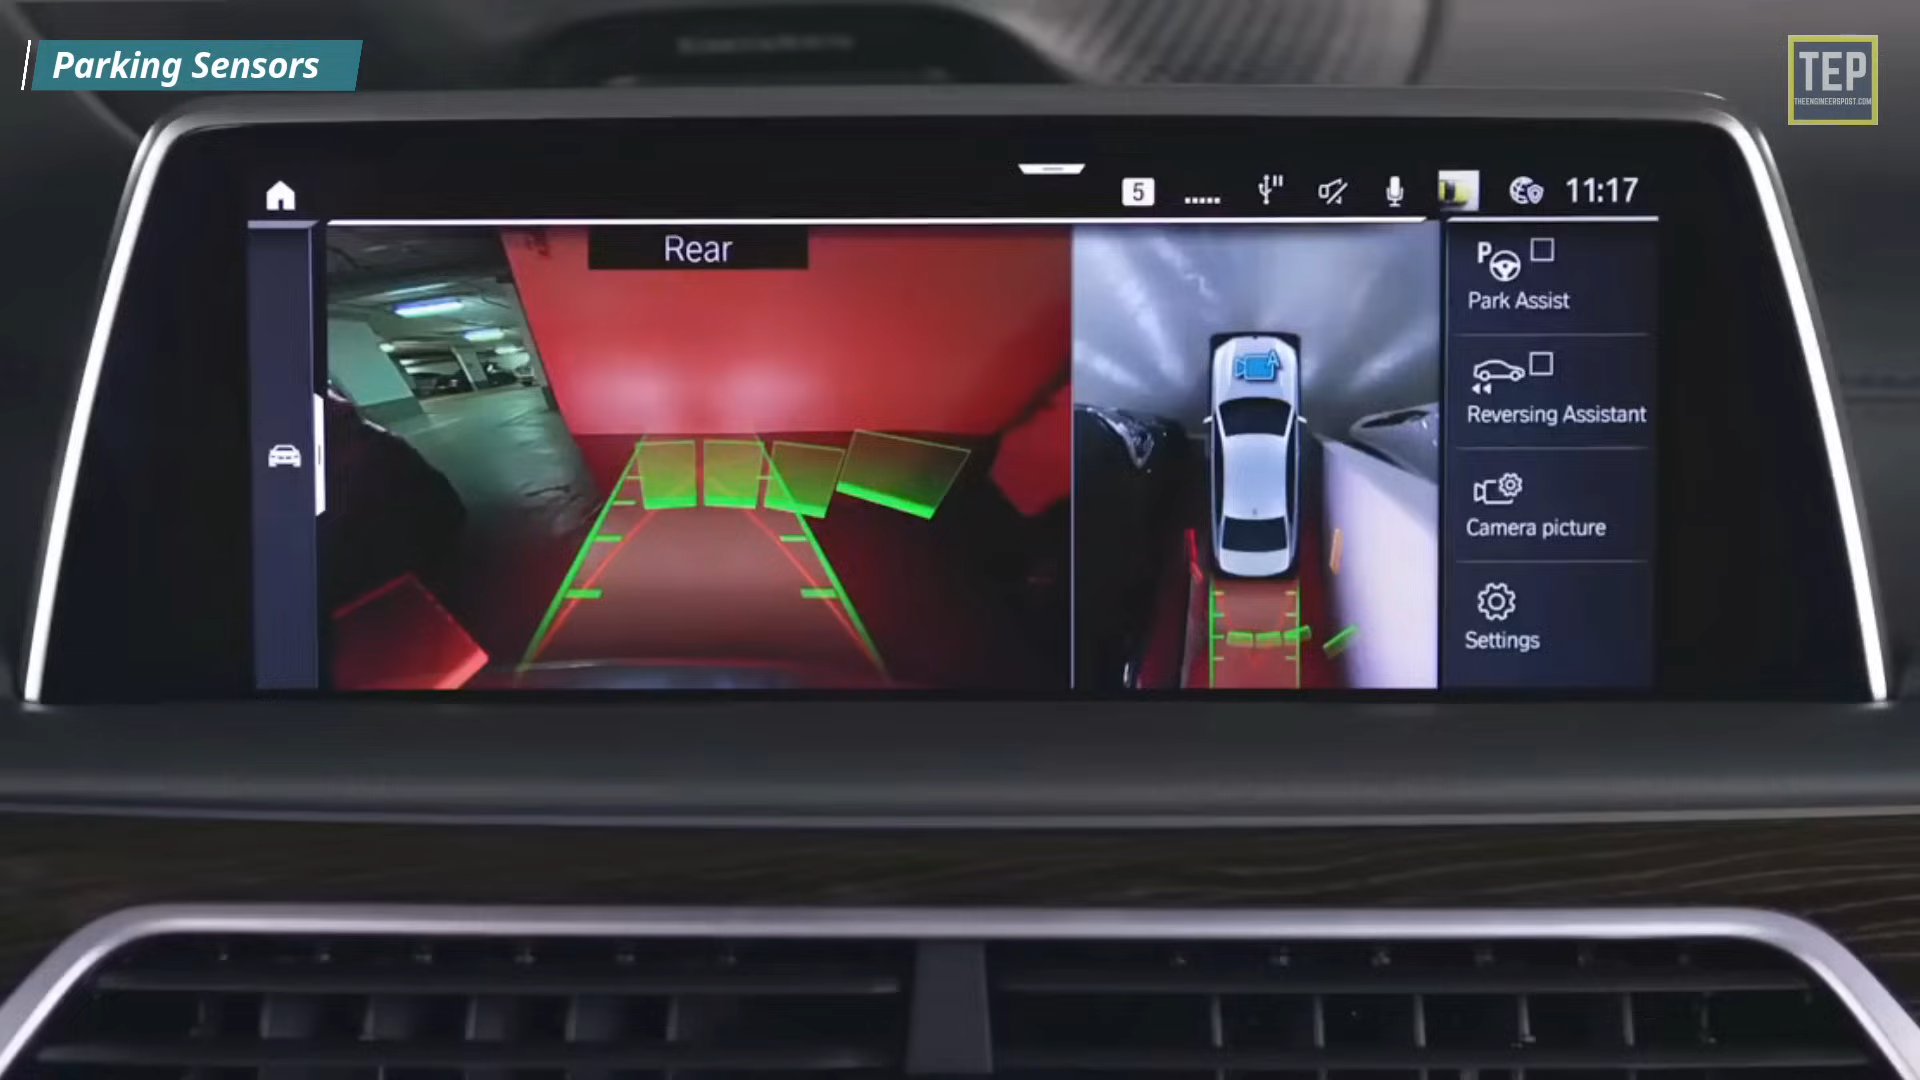 Parking Sensors
TEP
THEENGINEERSPOST.COM
5
11:17
Rear
P
Park Assist
A
Reversing Assistant
Camera picture
Settings